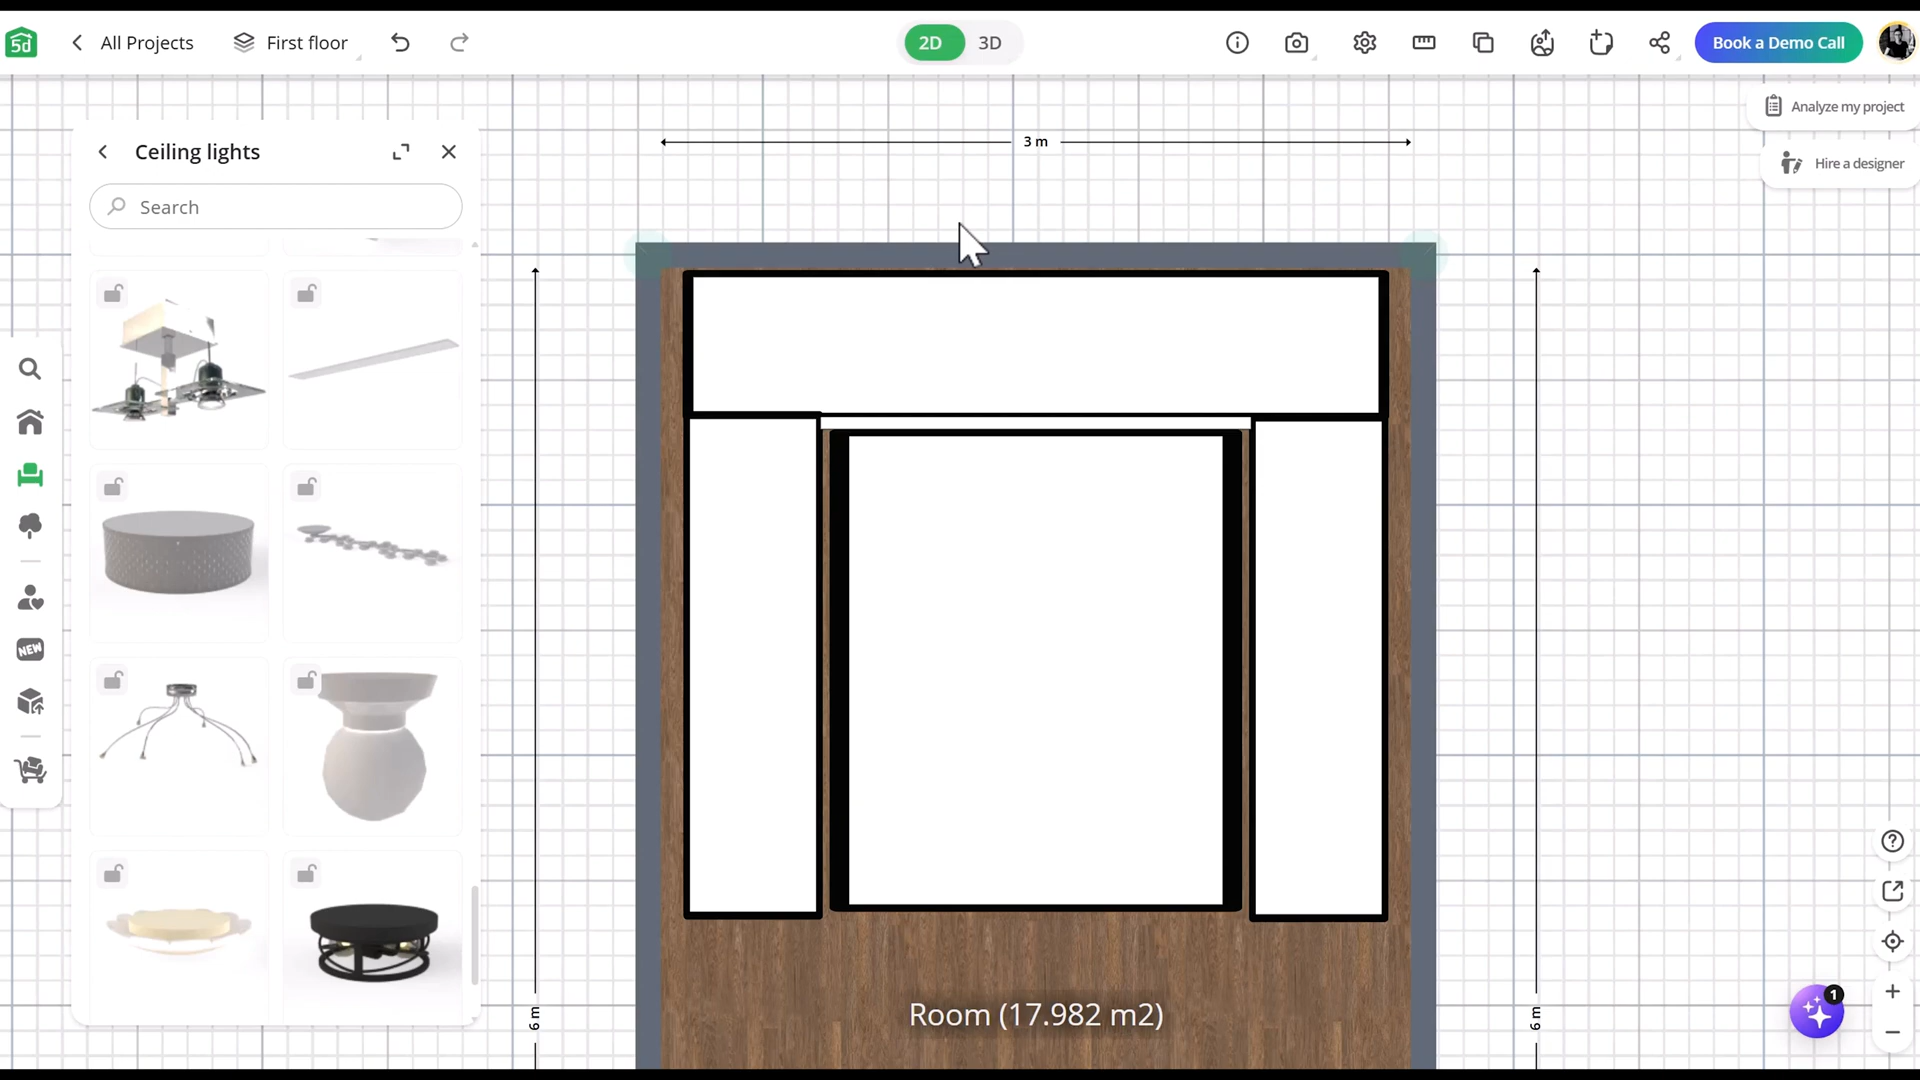 5d
All Projects
First floor
2D
3D
Book a Demo Call
Analyze my project
Hire a designer
Ceiling lights
Search
NEW
3 m
6 m
6 m
Room (17.982 m2)
1